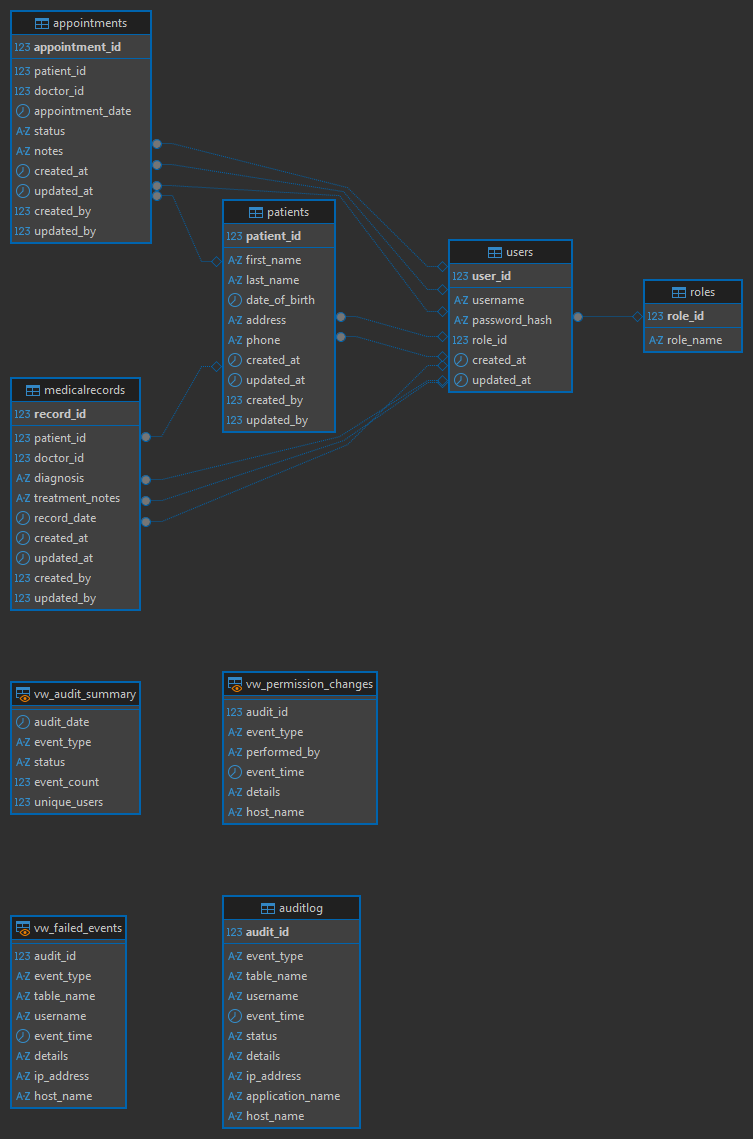 appointments
123 appointment_id
123 patient_id
123 doctor_id
appointment_date
A-Z status
A-Z notes
created_at
updated_at
123 created_by
123 updated_by
patients
123 patient_id
A-Z first_name
A-Z last_name
date_of_birth
A-Z address
A-Z phone
created_at
updated_at
123 created_by
123 updated_by
users
123 user_id
A-Z username
A-Z password_hash
123 role_id
created_at
updated_at
roles
123 role_id
A-Z role_name
medicalrecords
123 record_id
123 patient_id
123 doctor_id
A-Z diagnosis
A-Z treatment_notes
record_date
created_at
updated_at
123 created_by
123 updated_by
vw_audit_summary
audit_date
A-Z event_type
A-Z status
123 event_count
123 unique_users
vw_permission_changes
123 audit_id
A-Z event_type
A-Z performed_by
event_time
A-Z details
A-Z host_name
vw_failed_events
123 audit_id
A-Z event_type
A-Z table_name
A-Z username
event_time
A-Z details
A-Z ip_address
A-Z host_name
auditlog
123 audit_id
A-Z event_type
A-Z table_name
A-Z username
event_time
A-Z status
A-Z details
A-Z ip_address
A-Z application_name
A-Z host_name